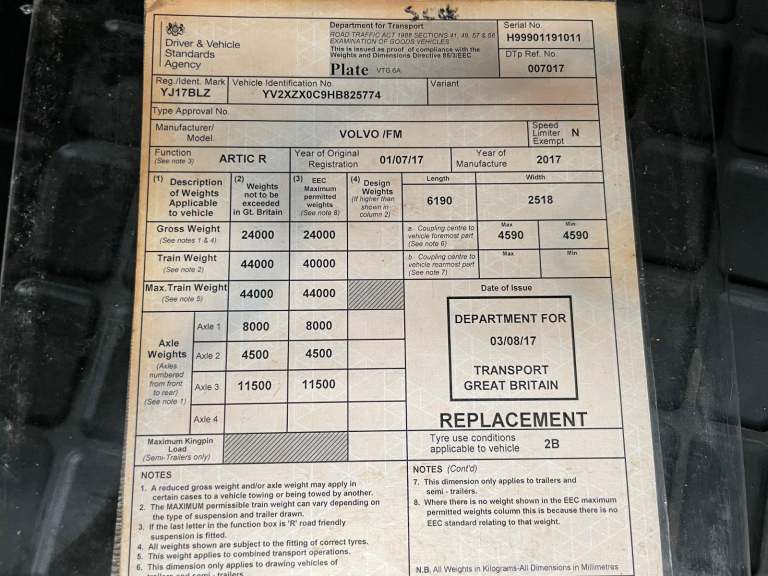 Driver & Vehicle
Standards
Agency
Department for Transport
ROAD TRAFFIC ACT 1988 SECTIONS 41, 49, 57 & 58
EXAMINATION OF GOODS VEHICLES
This is issued as proof of compliance with the
Weights and Dimensions Directive 85/3/EEC
Plate VTG 6A
Serial No.
H99901191011
DTp Ref. No.
007017
Reg./Ident. Mark
YJ17BLZ
Vehicle Identification No.
YV2XZX0C9HB825774
Variant
Type Approval No.
Manufacturer/
Model
VOLVO /FM
Speed
Limiter N
Exempt
Function
(See note 3)
ARTIC R
Year of Original
Registration
01/07/17
Year of
Manufacture
2017
(1) Description
of Weights
Applicable
to vehicle
(2)
Weights
not to be
exceeded
in Gt. Britain
(3) EEC
Maximum
permitted
weights
(See note 8)
(4) Design
Weights
(If higher than
shown in
column 2)
Length
6190
Width
2518
Gross Weight
(See notes 1 & 4)
24000
24000
a - Coupling centre to
vehicle foremost part
(See note 6)
Max
4590
Min
4590
Train Weight
(See note 2)
44000
40000
b - Coupling centre to
vehicle rearmost part
(See note 7)
Max
Min
Max. Train Weight
(See note 5)
44000
44000
Axle
Weights
(Axles
numbered
from front
to rear)
(See note 1)
Axle 1
8000
8000
Axle 2
4500
4500
Axle 3
11500
11500
Axle 4
Maximum Kingpin
Load
(Semi-Trailers only)
Date of Issue
DEPARTMENT FOR
03/08/17
TRANSPORT
GREAT BRITAIN
REPLACEMENT
Tyre use conditions
applicable to vehicle 2B
NOTES
1. A reduced gross weight and/or axle weight may apply in
certain cases to a vehicle towing or being towed by another.
2. The MAXIMUM permissible train weight can vary depending on
the type of suspension and trailer drawn.
3. If the last letter in the function box is 'R' road friendly
suspension is fitted.
4. All weights shown are subject to the fitting of correct tyres.
5. This weight applies to combined transport operations.
6. This dimension only applies to drawing vehicles of
trailers and semi - trailers.
NOTES (Cont'd)
7. This dimension only applies to trailers and
semi - trailers.
8. Where there is no weight shown in the EEC maximum
permitted weights column this is because there is no
EEC standard relating to that weight.
N.B. All Weights in Kilograms-All Dimensions in Millimetres